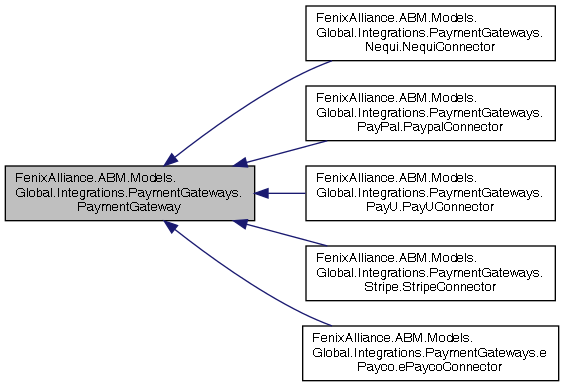 FenixAlliance.ABM.Models.
Global.Integrations.PaymentGateways.
PaymentGateway
FenixAlliance.ABM.Models.
Global.Integrations.PaymentGateways.
Nequi.NequiConnector
FenixAlliance.ABM.Models.
Global.Integrations.PaymentGateways.
PayPal.PaypalConnector
FenixAlliance.ABM.Models.
Global.Integrations.PaymentGateways.
PayU.PayUConnector
FenixAlliance.ABM.Models.
Global.Integrations.PaymentGateways.
Stripe.StripeConnector
FenixAlliance.ABM.Models.
Global.Integrations.PaymentGateways.e
Payco.ePaycoConnector